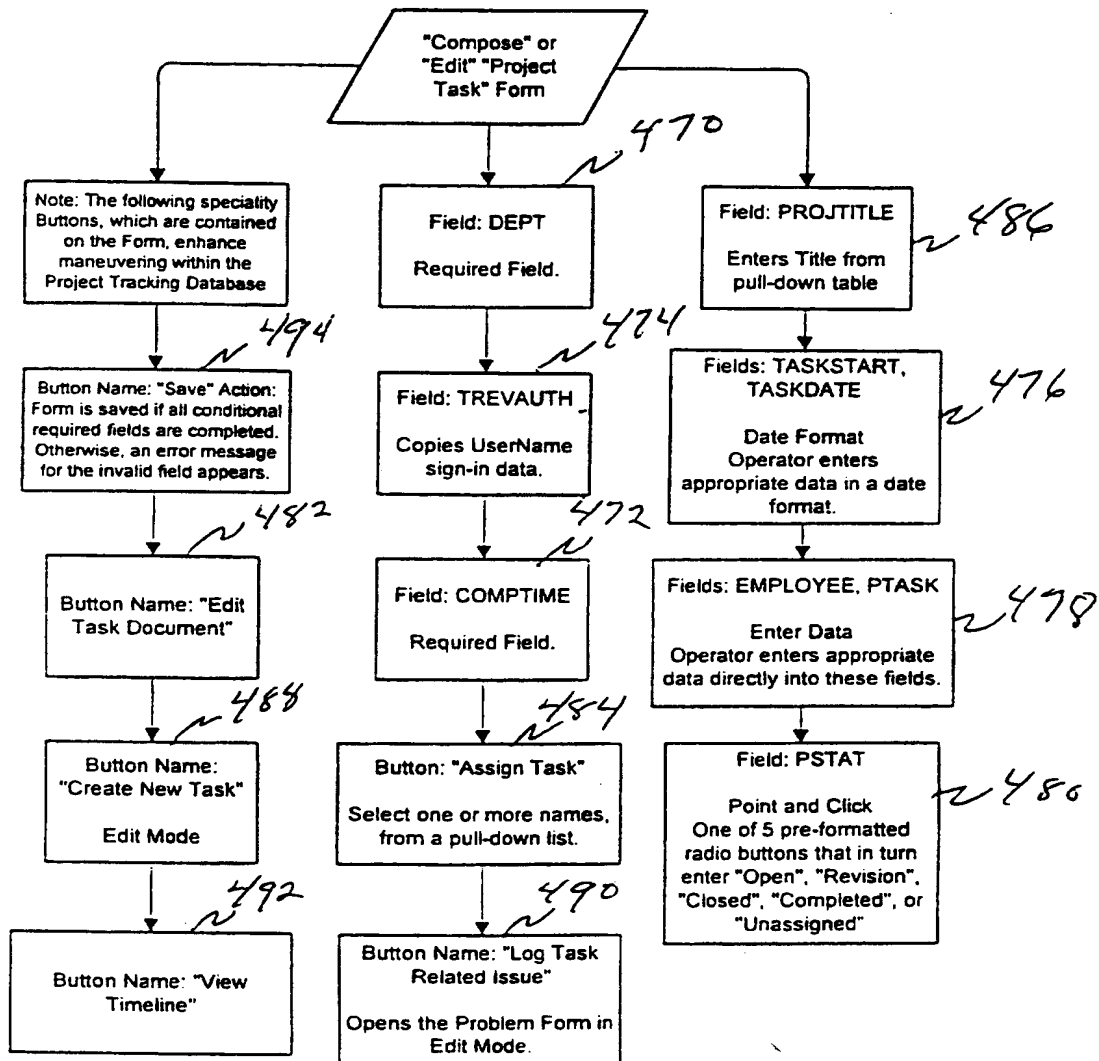 "Compose" or
"Edit" "Project
Task" Form
Note: The following speciality
Buttons, which are contained
on the Form, enhance
maneuvering within the
Project Tracking Database
494
Button Name: "Save" Action:
Form is saved if all conditional
required fields are completed.
Otherwise, an error message
for the invalid field appears.
482
Button Name: "Edit
Task Document"
488
Button Name:
"Create New Task"
Edit Mode
492
Button Name: "View
Timeline"
470
Field: DEPT
Required Field.
474
Field: TREVAUTH
Copies UserName
sign-in data.
472
Field: COMPTIME
Required Field.
484
Button: "Assign Task"
Select one or more names,
from a pull-down list.
490
Button Name: "Log Task
Related Issue"
Opens the Problem Form in
Edit Mode.
Field: PROJTITLE
Enters Title from
pull-down table
486
Fields: TASKSTART,
TASKDATE
Date Format
Operator enters
appropriate data in a date
format.
476
Fields: EMPLOYEE, PTASK
Enter Data
Operator enters appropriate
data directly into these fields.
478
Field: PSTAT
Point and Click
One of 5 pre-formatted
radio buttons that in turn
enter "Open", "Revision",
"Closed", "Completed", or
"Unassigned"
480